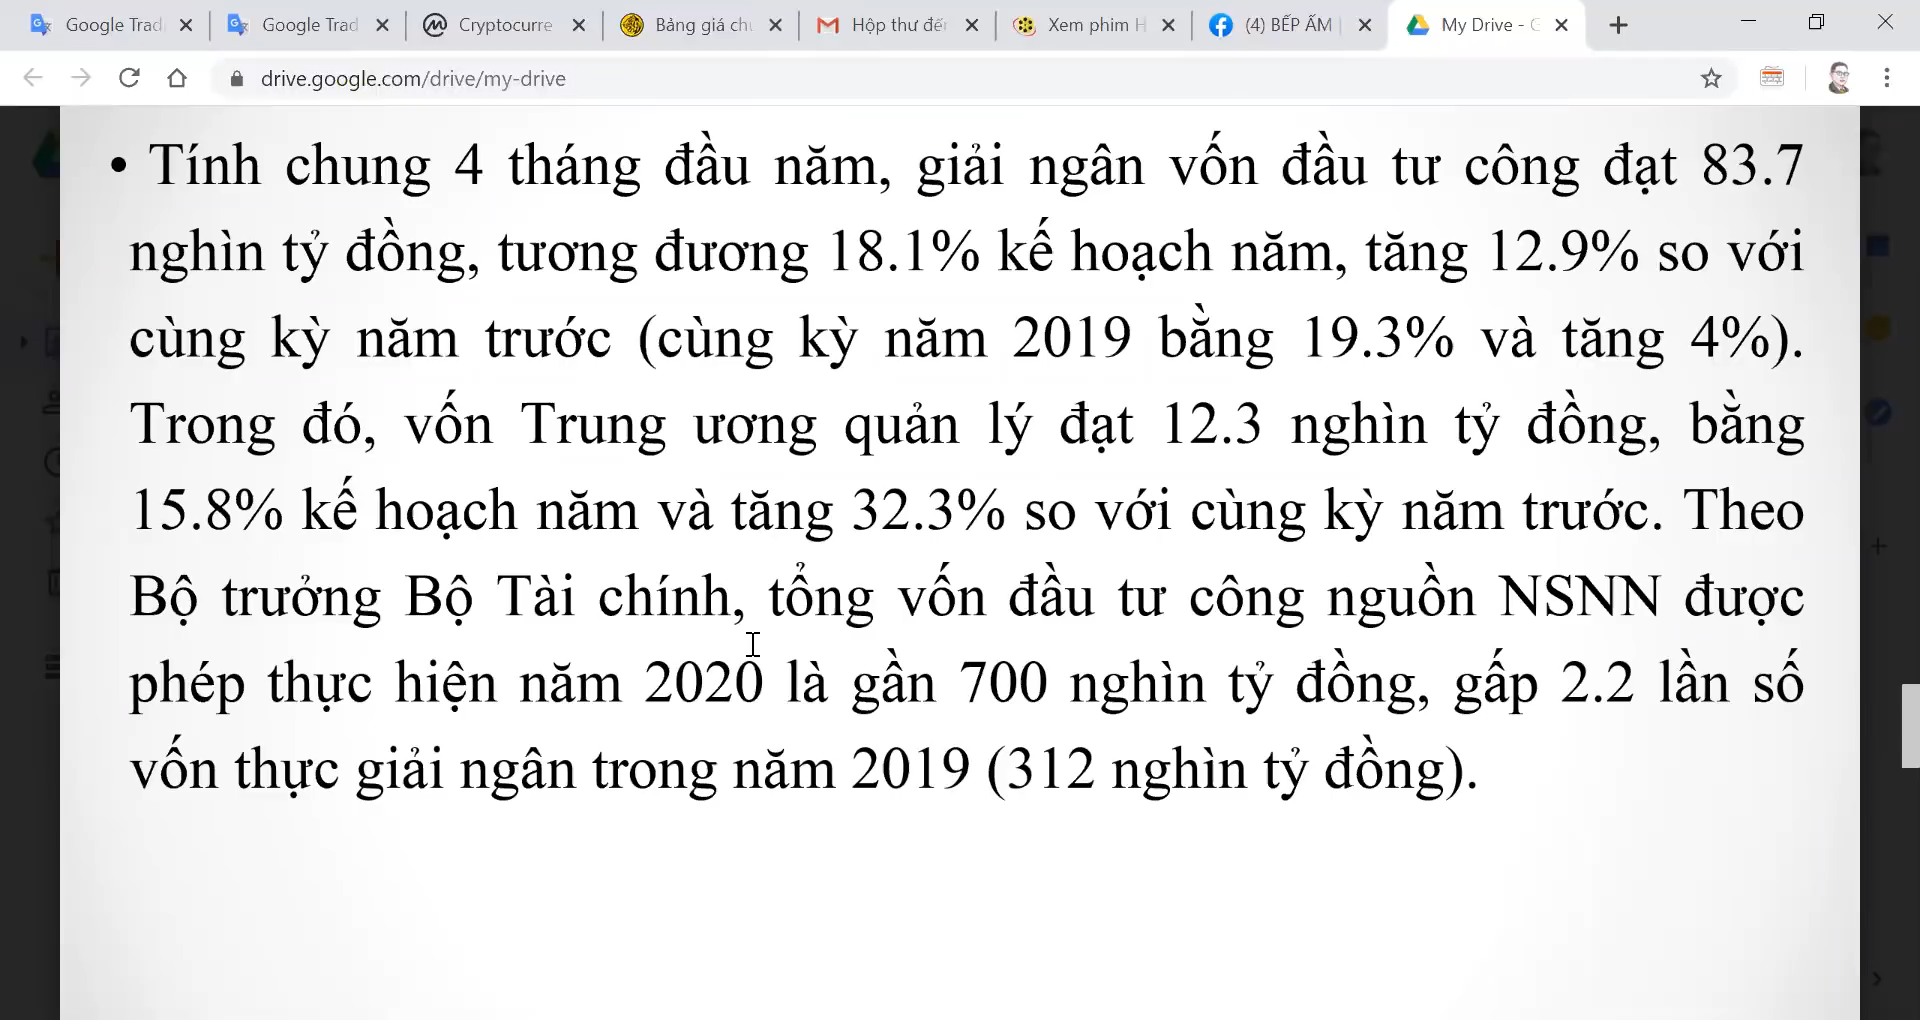 Google Trad
Google Trad
Cryptocurre
Bảng giá ch
Hộp thư đế
Xem phim H
(4) BẾP ẤM
My Drive - G
drive.google.com/drive/my-drive
• Tính chung 4 tháng đầu năm, giải ngân vốn đầu tư công đạt 83.7
nghìn tỷ đồng, tương đương 18.1% kế hoạch năm, tăng 12.9% so với
cùng kỳ năm trước (cùng kỳ năm 2019 bằng 19.3% và tăng 4%).
Trong đó, vốn Trung ương quản lý đạt 12.3 nghìn tỷ đồng, bằng
15.8% kế hoạch năm và tăng 32.3% so với cùng kỳ năm trước. Theo
Bộ trưởng Bộ Tài chính, tổng vốn đầu tư công nguồn NSNN được
phép thực hiện năm 2020 là gần 700 nghìn tỷ đồng, gấp 2.2 lần số
vốn thực giải ngân trong năm 2019 (312 nghìn tỷ đồng).